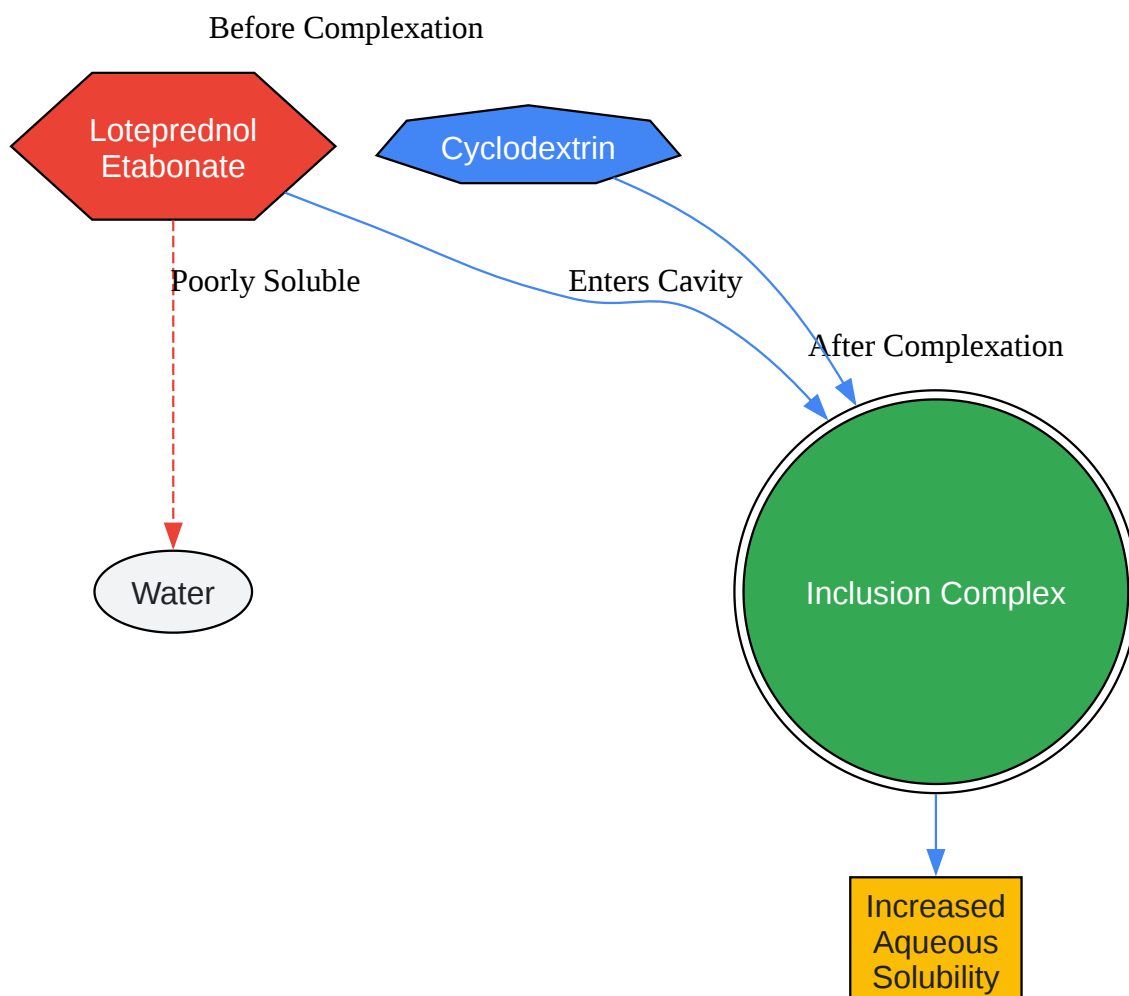 Before Complexation
Loteprednol
Etabonate
Cyclodextrin
Poorly Soluble
Enters Cavity
After Complexation
Water
Inclusion Complex
Increased
Aqueous
Solubility